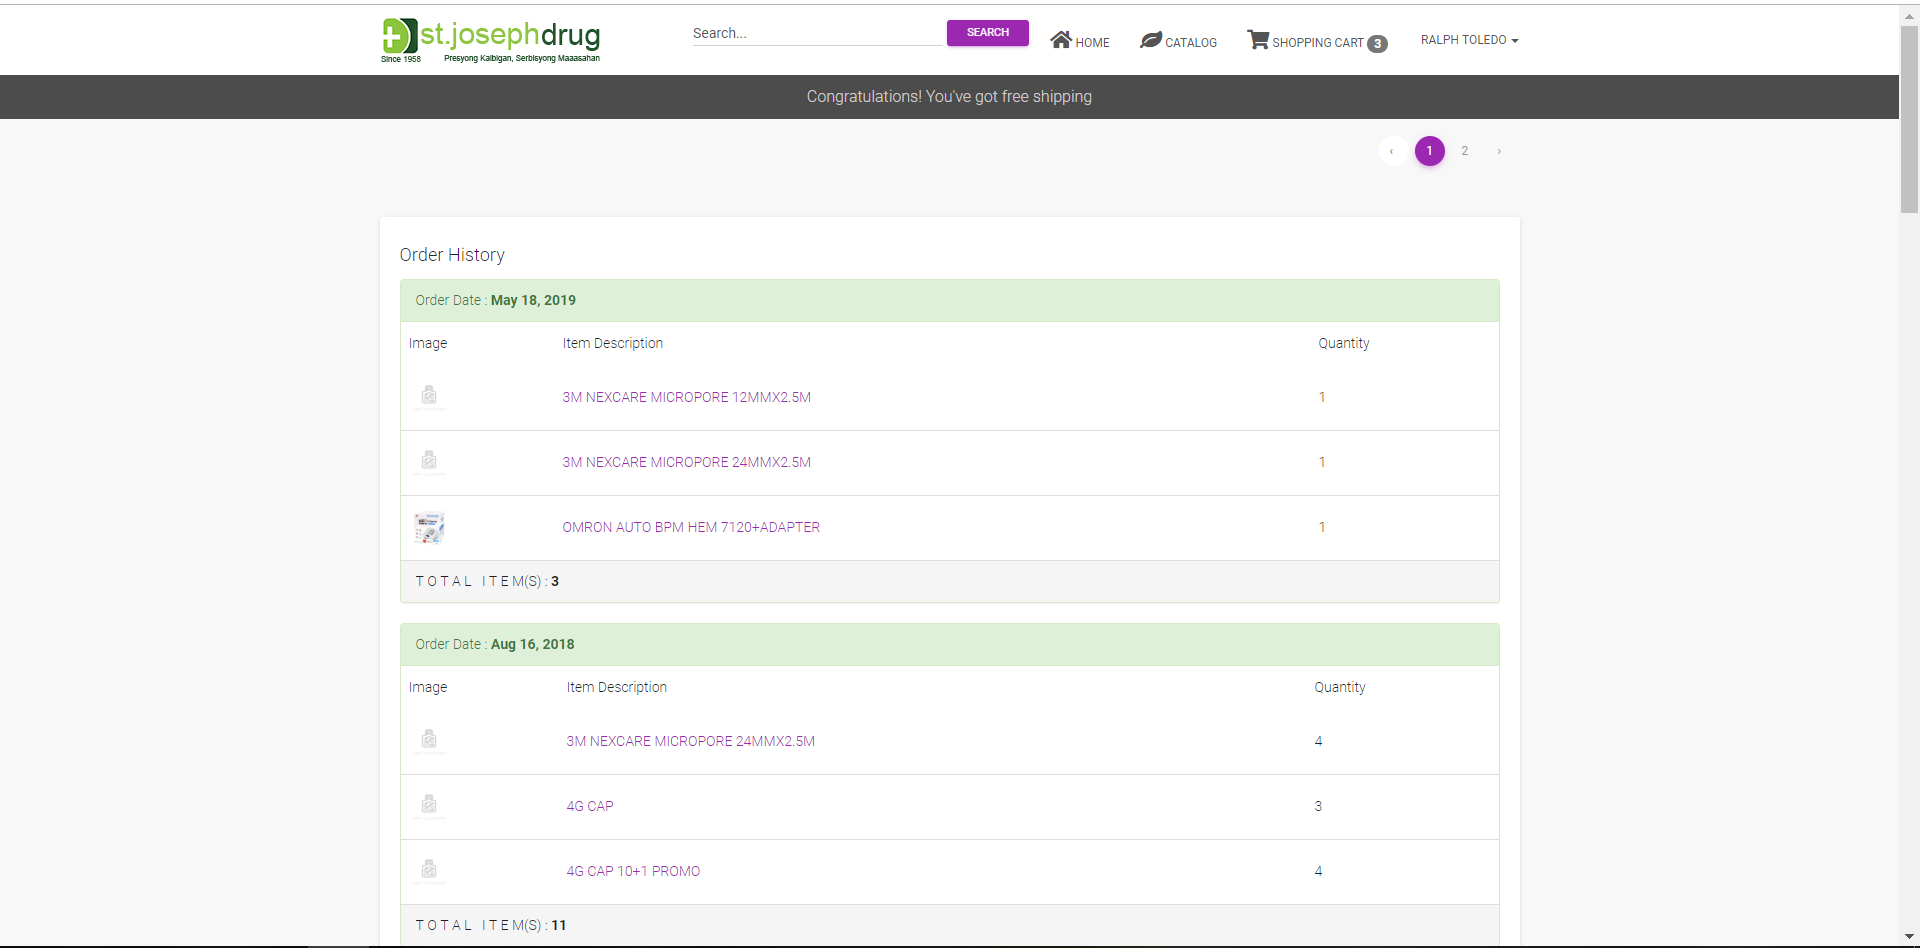 st.josephdrug
Since 1958 Presyong Kaibigan, Serbisyong Maaasahan
Search... SEARCH HOME CATALOG SHOPPING CART 3 RALPH TOLEDO
Congratulations! You've got free shipping
‹ 1 2 ›
Order History
Order Date : May 18, 2019
Image Item Description Quantity
3M NEXCARE MICROPORE 12MMX2.5M 1
3M NEXCARE MICROPORE 24MMX2.5M 1
OMRON AUTO BPM HEM 7120+ADAPTER 1
T O T A L I T E M(S) : 3
Order Date : Aug 16, 2018
Image Item Description Quantity
3M NEXCARE MICROPORE 24MMX2.5M 4
4G CAP 3
4G CAP 10+1 PROMO 4
T O T A L I T E M(S) : 11